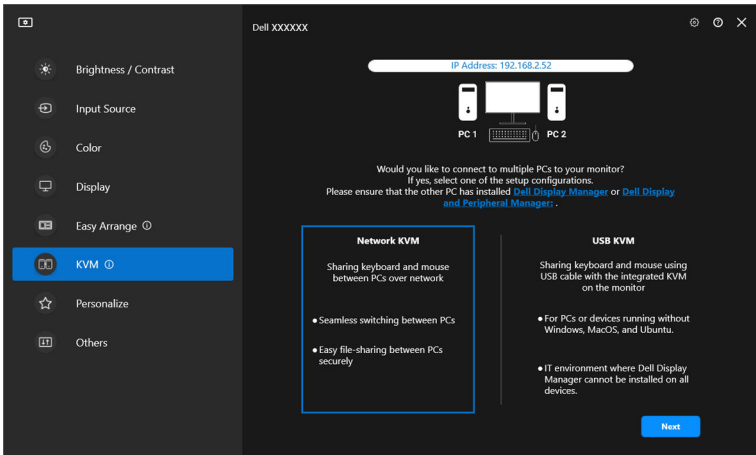 Dell XXXXXX
Brightness / Contrast
Input Source
Color
Display
Easy Arrange
KVM
Personalize
Others
IP Address: 192.168.2.52
PC 1
PC 2
Would you like to connect to multiple PCs to your monitor?
If yes, select one of the setup configurations.
Please ensure that the other PC has installed Dell Display Manager or Dell Display
and Peripheral Manager: .
Network KVM
Sharing keyboard and mouse
between PCs over network
• Seamless switching between PCs
• Easy file-sharing between PCs
securely
USB KVM
Sharing keyboard and mouse using
USB cable with the integrated KVM
on the monitor
• For PCs or devices running without
Windows, MacOS, and Ubuntu.
• IT environment where Dell Display
Manager cannot be installed on all
devices.
Next